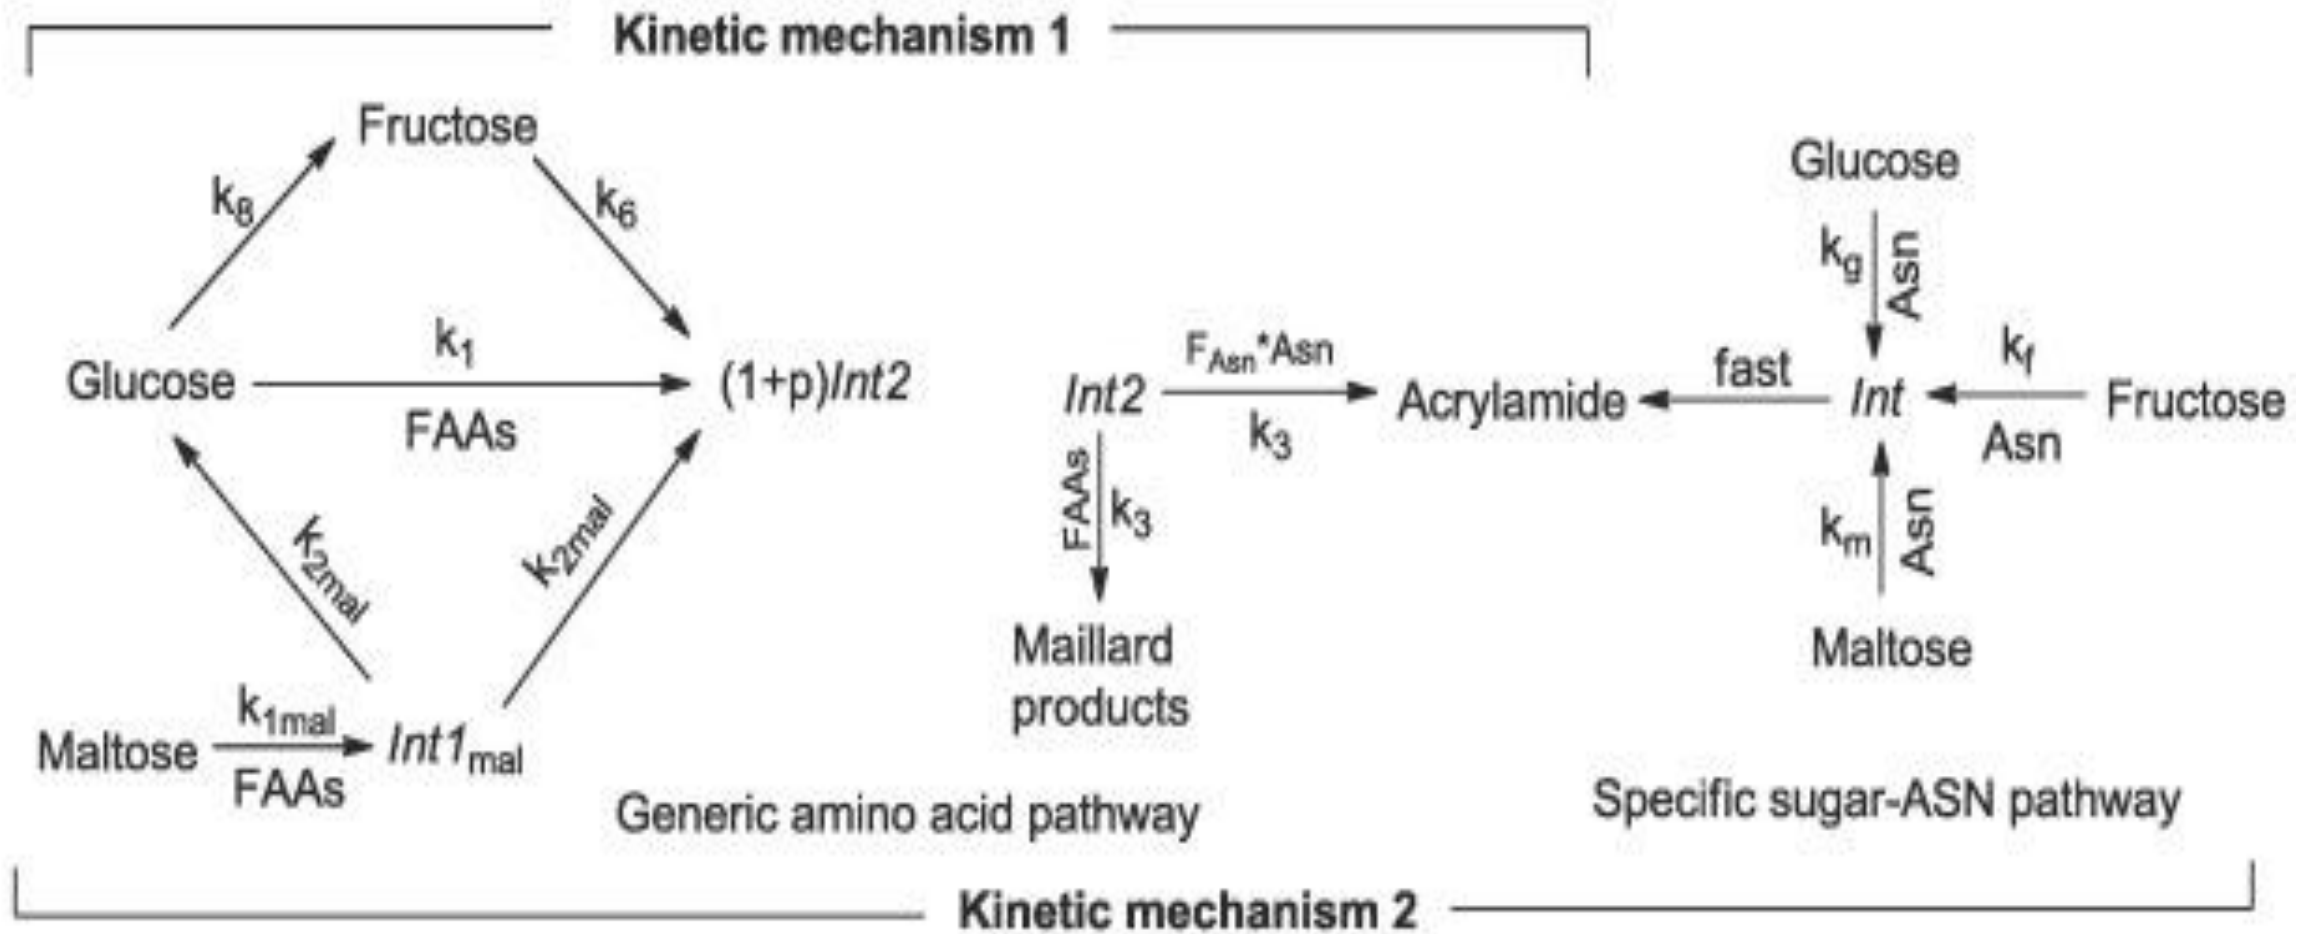 Kinetic mechanism 1
Fructose
k8
k6
Glucose
k1
FAAs
(1+p)Int2
k2mal
k2mal
Maltose
k1mal
FAAs
Int1mal
Int2
FAsn*Asn
k3
Acrylamide
FAAs
k3
Maillard
products
Generic amino acid pathway
Glucose
kg
Asn
fast
Int
kf
Asn
Fructose
km
Asn
Maltose
Specific sugar-ASN pathway
Kinetic mechanism 2